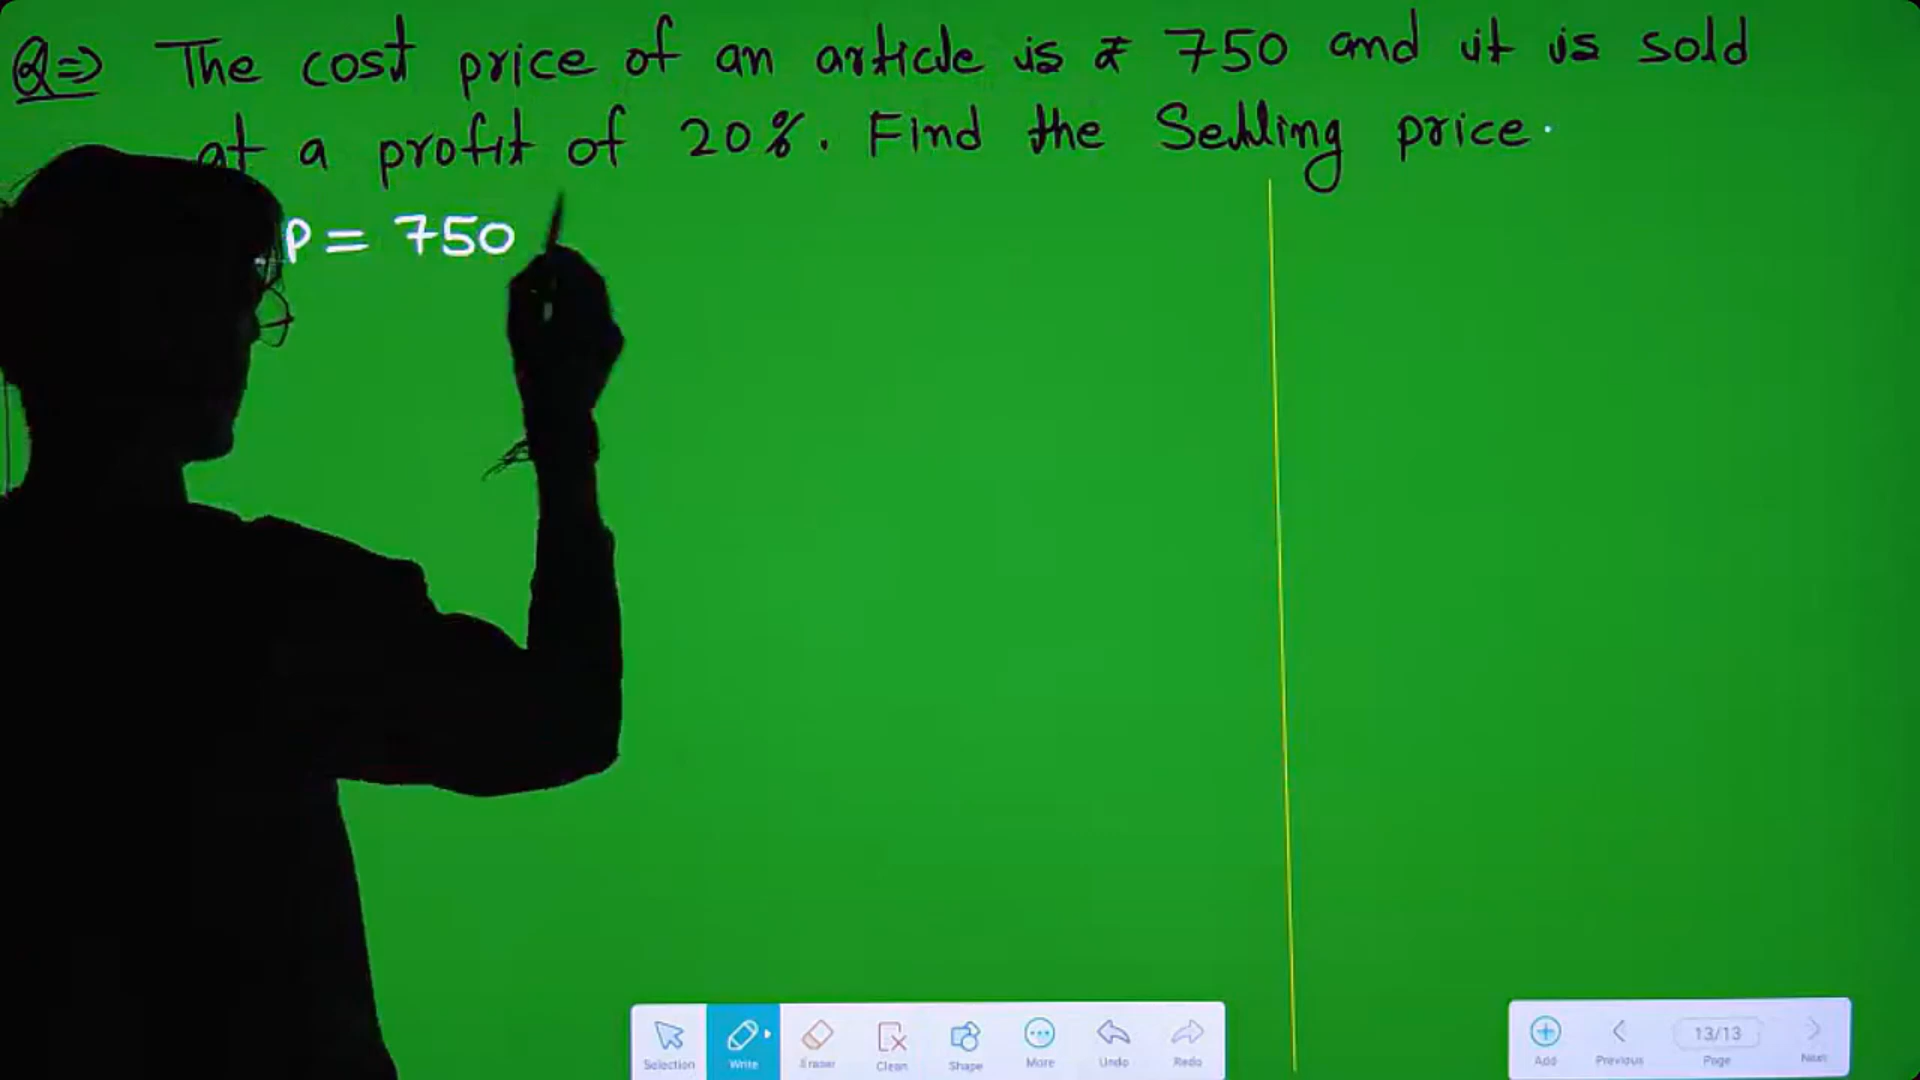 Q⇒ The cost price of an article is ₹ 750 and it is sold
at a profit of 20%. Find the Selling price.
P = 750
Selection Write Eraser Clean Shape More Undo Redo
Add Previous 13/13 Page Next